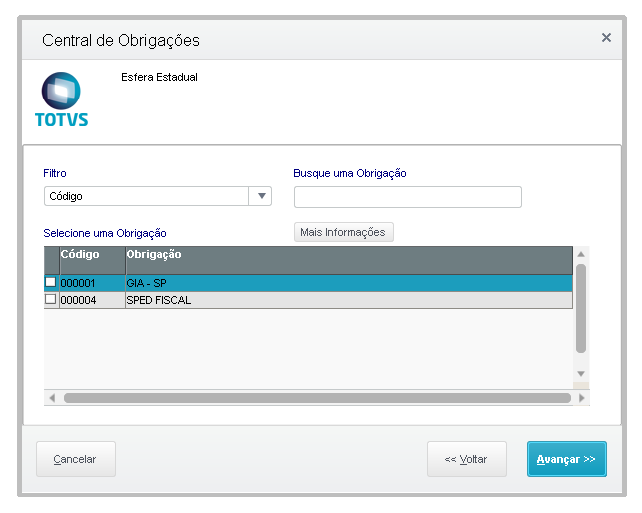 Central de Obrigações ×
Esfera Estadual
TOTVS
Filtro Busque uma Obrigação
Código
Selecione uma Obrigação Mais Informações
Código Obrigação
000001 GIA - SP
000004 SPED FISCAL
Cancelar << Voltar Avançar >>